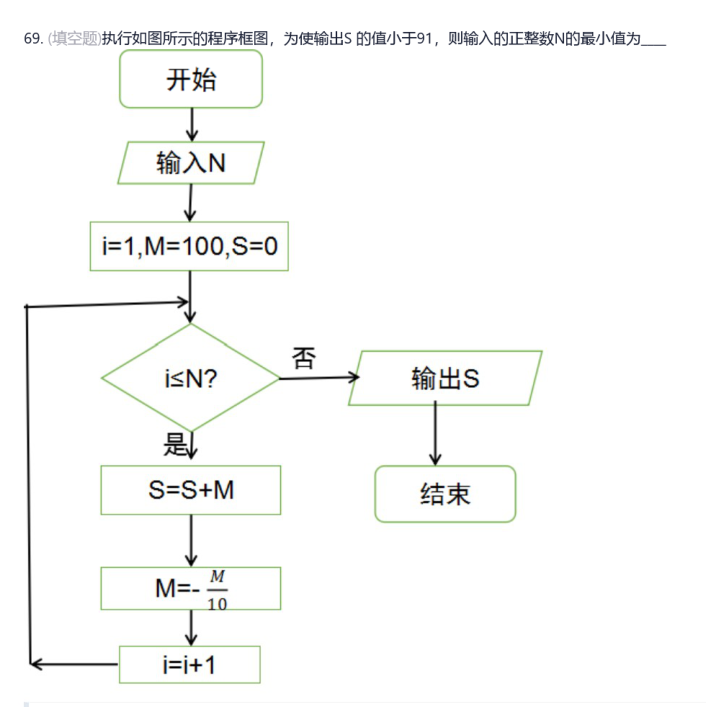 69. (填空题)执行如图所示的程序框图，为使输出S 的值小于91，则输入的正整数N的最小值为____
开始
输入N
i=1,M=100,S=0
i≤N?
否
输出S
是
S=S+M
结束
M=- M/10
i=i+1